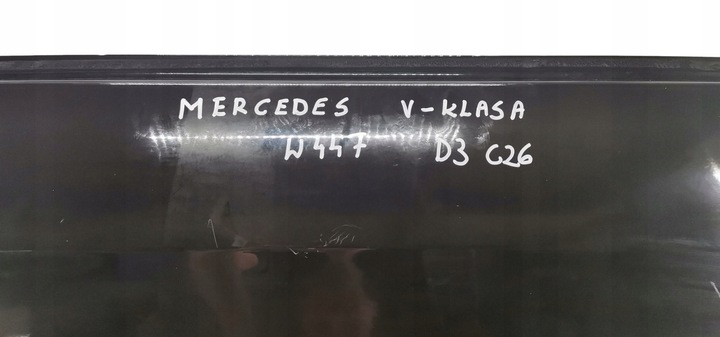 MERCEDES V-KLASA
W447 D3 C26